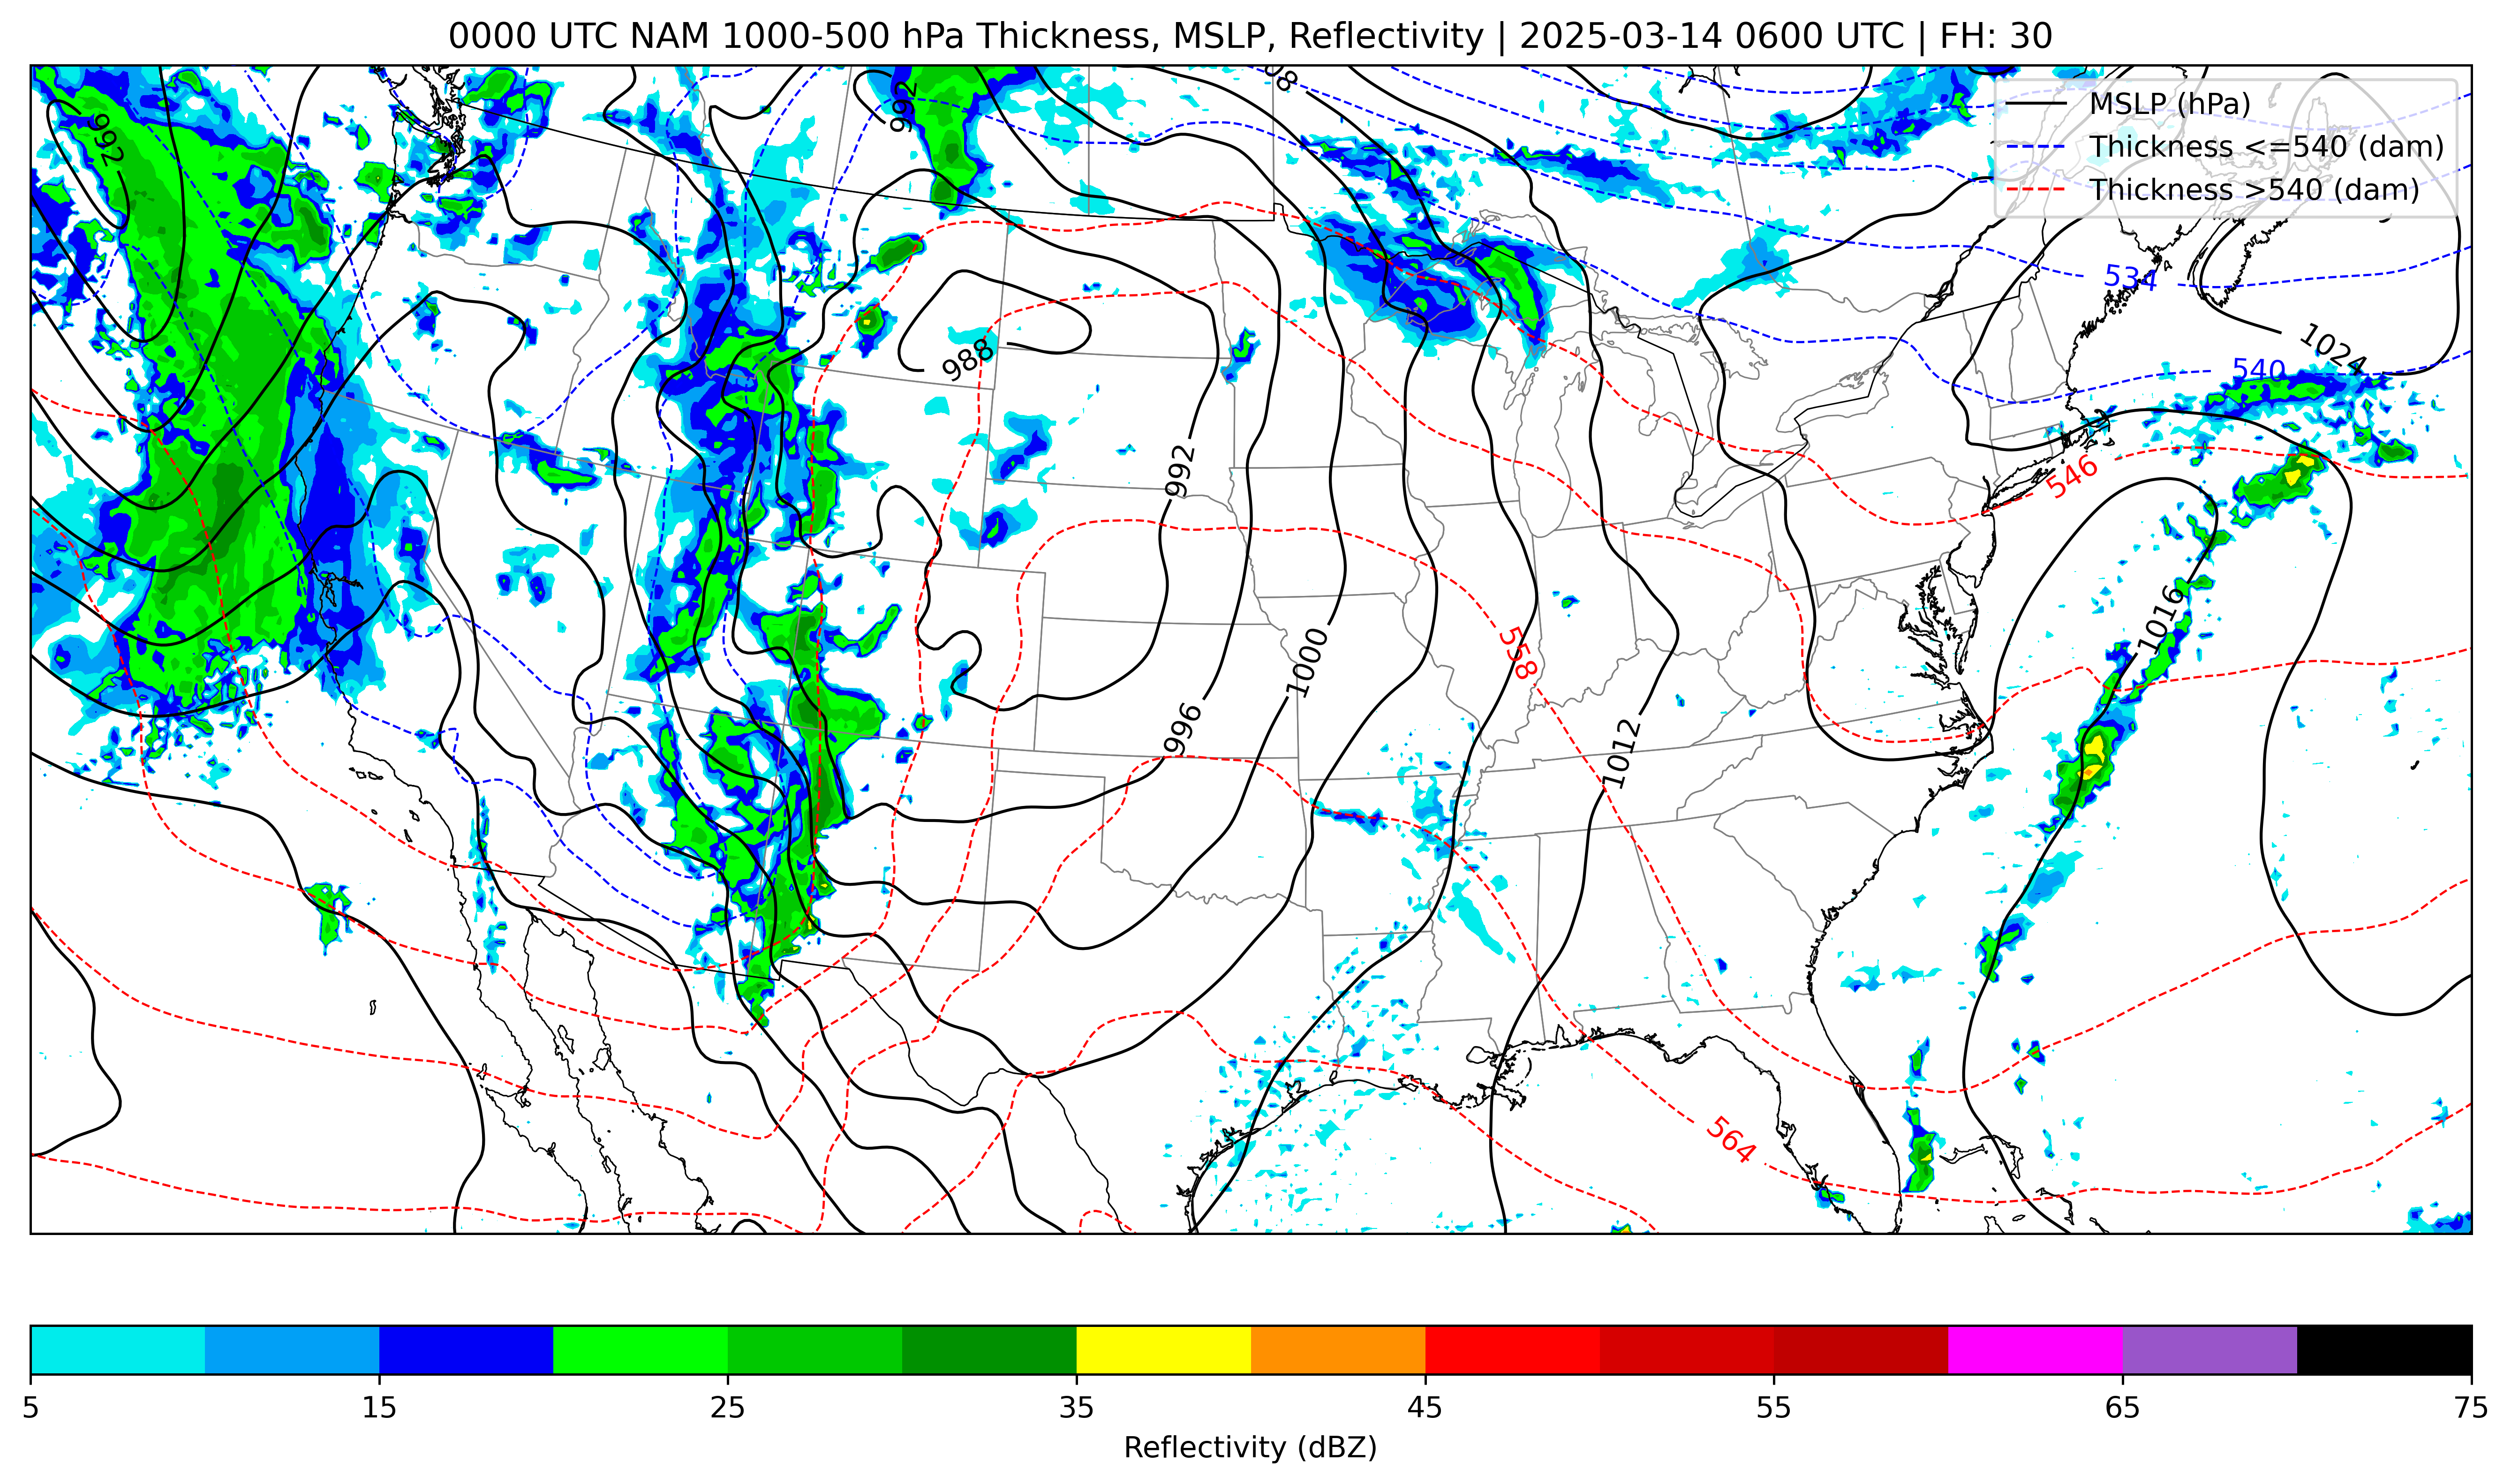 0000 UTC NAM 1000-500 hPa Thickness, MSLP, Reflectivity | 2025-03-14 0600 UTC | FH: 30
MSLP (hPa)
Thickness <=540 (dam)
Thickness >540 (dam)
992
992
534
1024
540
988
546
992
1016
558
1000
996
1012
564
5 15 25 35 45 55 65 75
Reflectivity (dBZ)